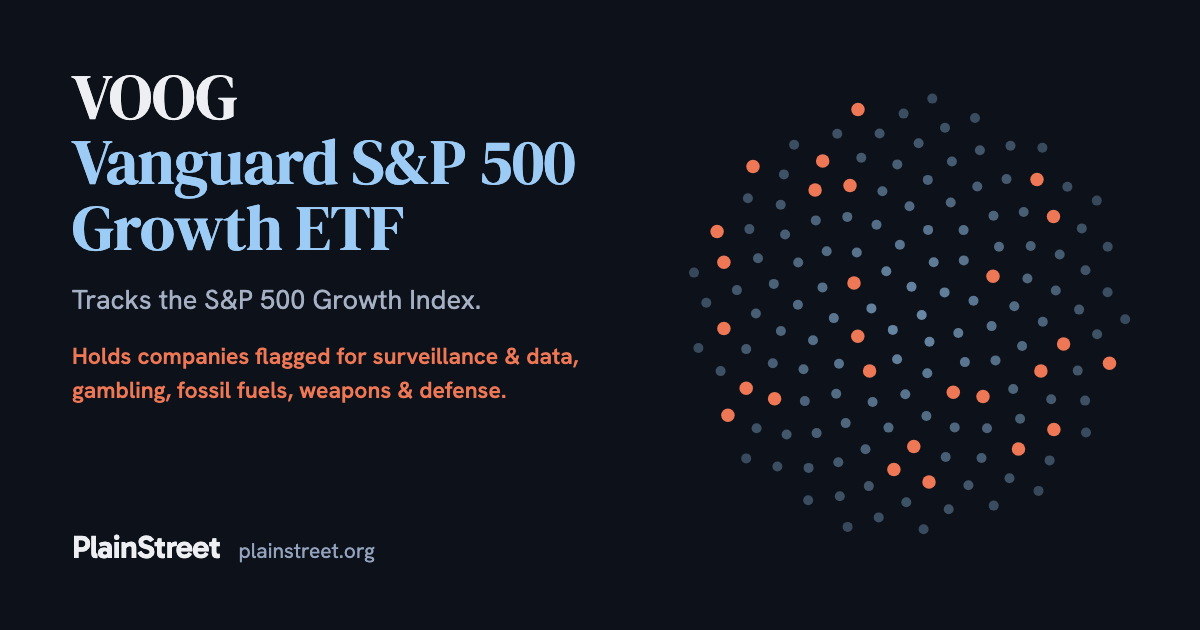 VOOG
Vanguard S&P 500
Growth ETF
Tracks the S&P 500 Growth Index.
Holds companies flagged for surveillance & data,
gambling, fossil fuels, weapons & defense.
PlainStreet plainstreet.org